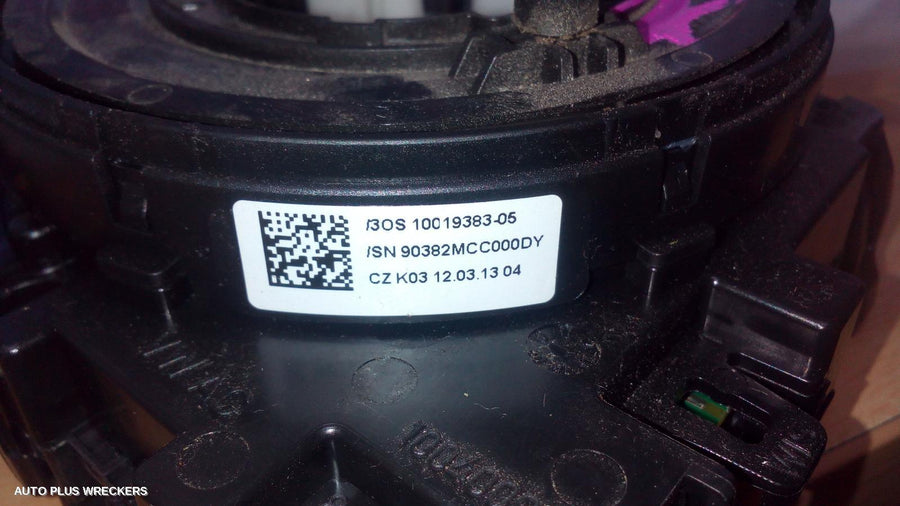 /3OS 10019383-05
/SN 90382MCC000DY
CZ K03 12.03.13 04
AUTO PLUS WRECKERS